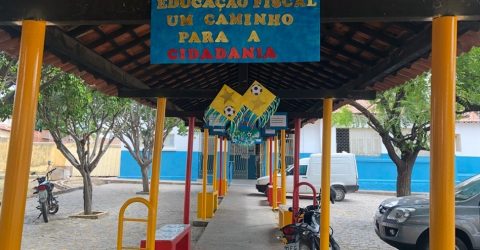 EDUCAÇÃO FISCAL
UM CAMINHO
PARA A
CIDADANIA